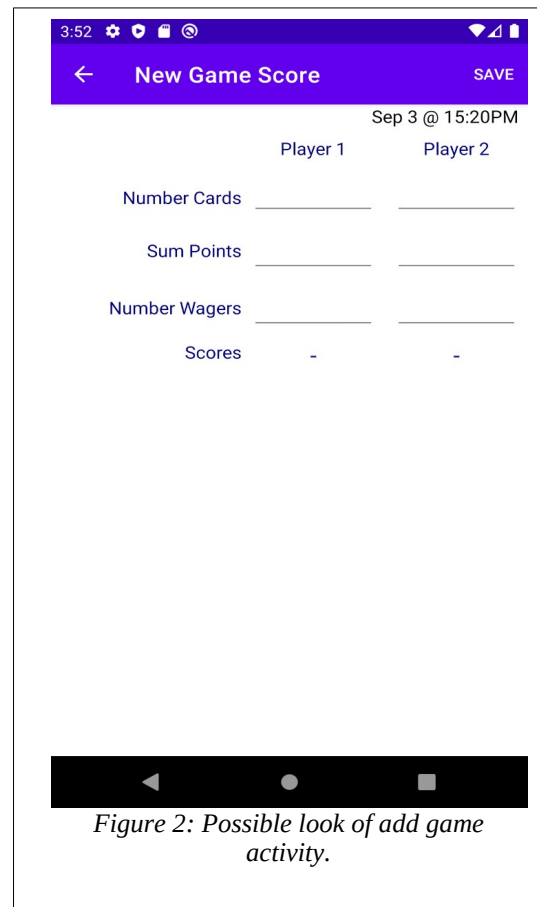 3:52
New Game Score SAVE
Sep 3 @ 15:20PM
Player 1 Player 2
Number Cards
Sum Points
Number Wagers
Scores - -
Figure 2: Possible look of add game
activity.